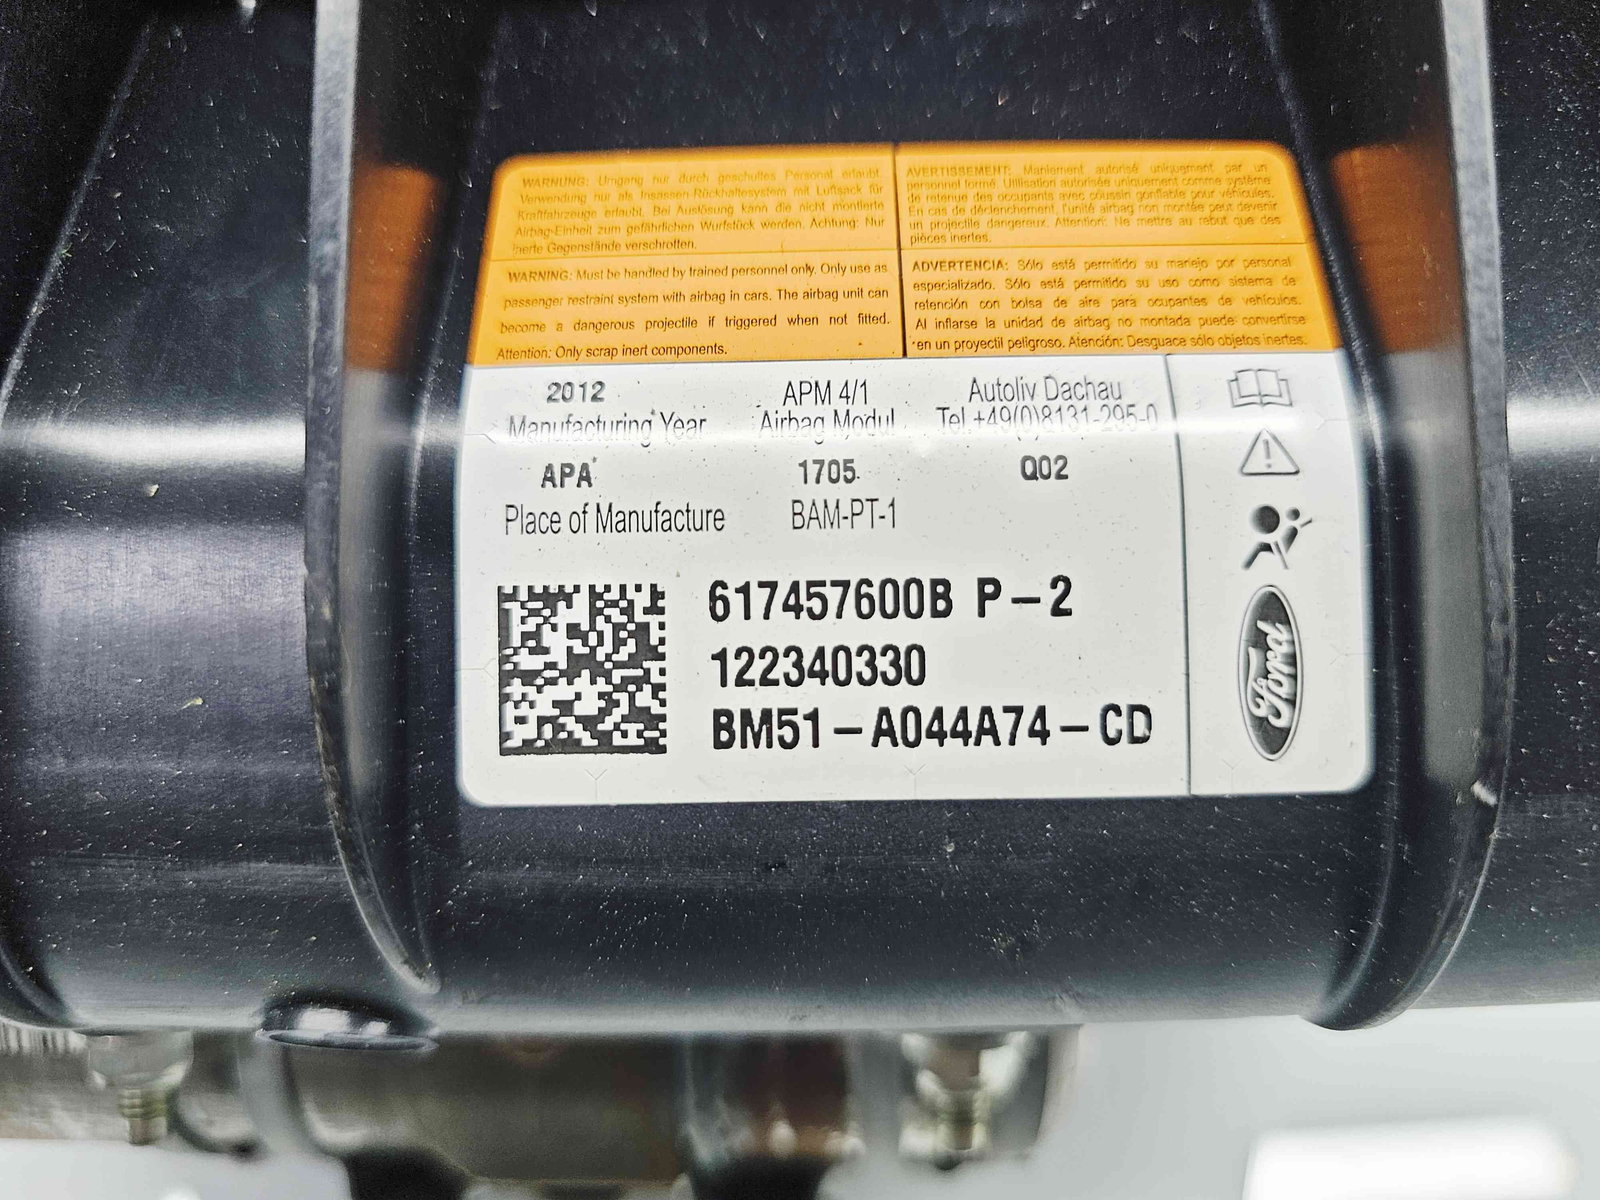 WARNUNG: Umgang nur durch geschultes Personal erlaubt.
Verwendung nur als Insassen-Rückhaltesystem mit Luftsack für
Kraftfahrzeuge erlaubt. Bei Auslösung kann die nicht montierte
Airbag-Einheit zum gefährlichen Wurfstück werden. Achtung: Nur
inerte Gegenstände verschrotten.
WARNING: Must be handled by trained personnel only. Only use as
passenger restraint system with airbag in cars. The airbag unit can
become a dangerous projectile if triggered when not fitted.
Attention: Only scrap inert components.
AVERTISSEMENT: Maniement autorisé uniquement par un
personnel formé. Utilisation autorisée uniquement comme système
de retenue des occupants avec coussin gonflable pour véhicules.
En cas de déclenchement, l'unité airbag non montée peut devenir
un projectile dangereux. Attention: Ne mettre au rebut que des
pièces inertes.
ADVERTENCIA: Sólo está permitido su manejo por personal
especializado. Sólo está permitido su uso como sistema de
retención con bolsa de aire para ocupantes de vehículos.
Al inflarse la unidad de airbag no montada puede convertirse
en un proyectil peligroso. Atención: Desguace sólo objetos inertes.
2012 APM 4/1 Autoliv Dachau
Manufacturing Year Airbag Modul Tel.+49(0)8131-295-0
APA 1705 Q02
Place of Manufacture BAM-PT-1
617457600B P-2
122340330
BM51-A044A74-CD
Ford